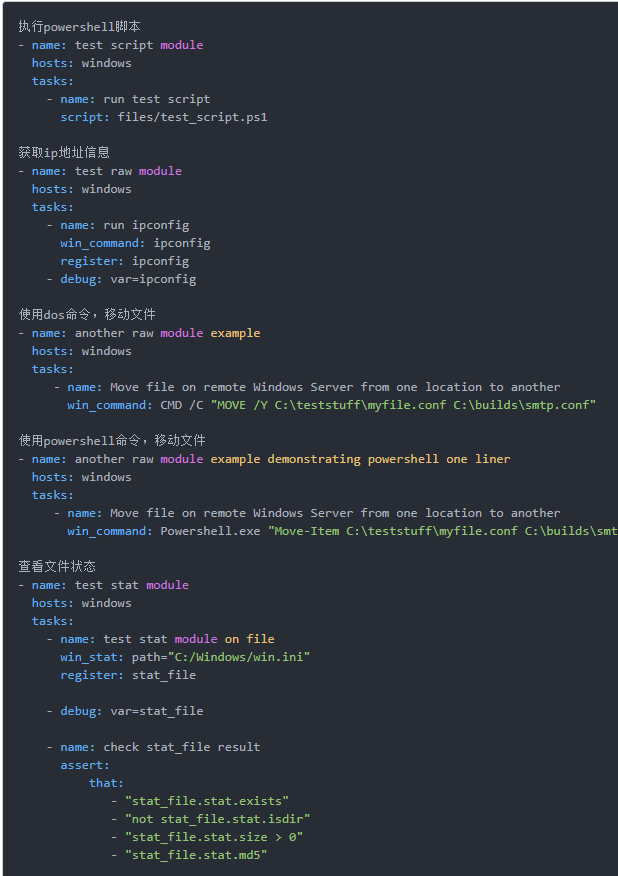 执行powershell脚本
- name: test script module
  hosts: windows
  tasks:
    - name: run test script
      script: files/test_script.ps1

获取ip地址信息
- name: test raw module
  hosts: windows
  tasks:
    - name: run ipconfig
      win_command: ipconfig
      register: ipconfig
    - debug: var=ipconfig

使用dos命令，移动文件
- name: another raw module example
  hosts: windows
  tasks:
     - name: Move file on remote Windows Server from one location to another
       win_command: CMD /C "MOVE /Y C:\teststuff\myfile.conf C:\builds\smtp.conf"

使用powershell命令，移动文件
- name: another raw module example demonstrating powershell one liner
  hosts: windows
  tasks:
     - name: Move file on remote Windows Server from one location to another
       win_command: Powershell.exe "Move-Item C:\teststuff\myfile.conf C:\builds\smt

查看文件状态
- name: test stat module
  hosts: windows
  tasks:
    - name: test stat module on file
      win_stat: path="C:/Windows/win.ini"
      register: stat_file

    - debug: var=stat_file

    - name: check stat_file result
      assert:
          that:
             - "stat_file.stat.exists"
             - "not stat_file.stat.isdir"
             - "stat_file.stat.size > 0"
             - "stat_file.stat.md5"